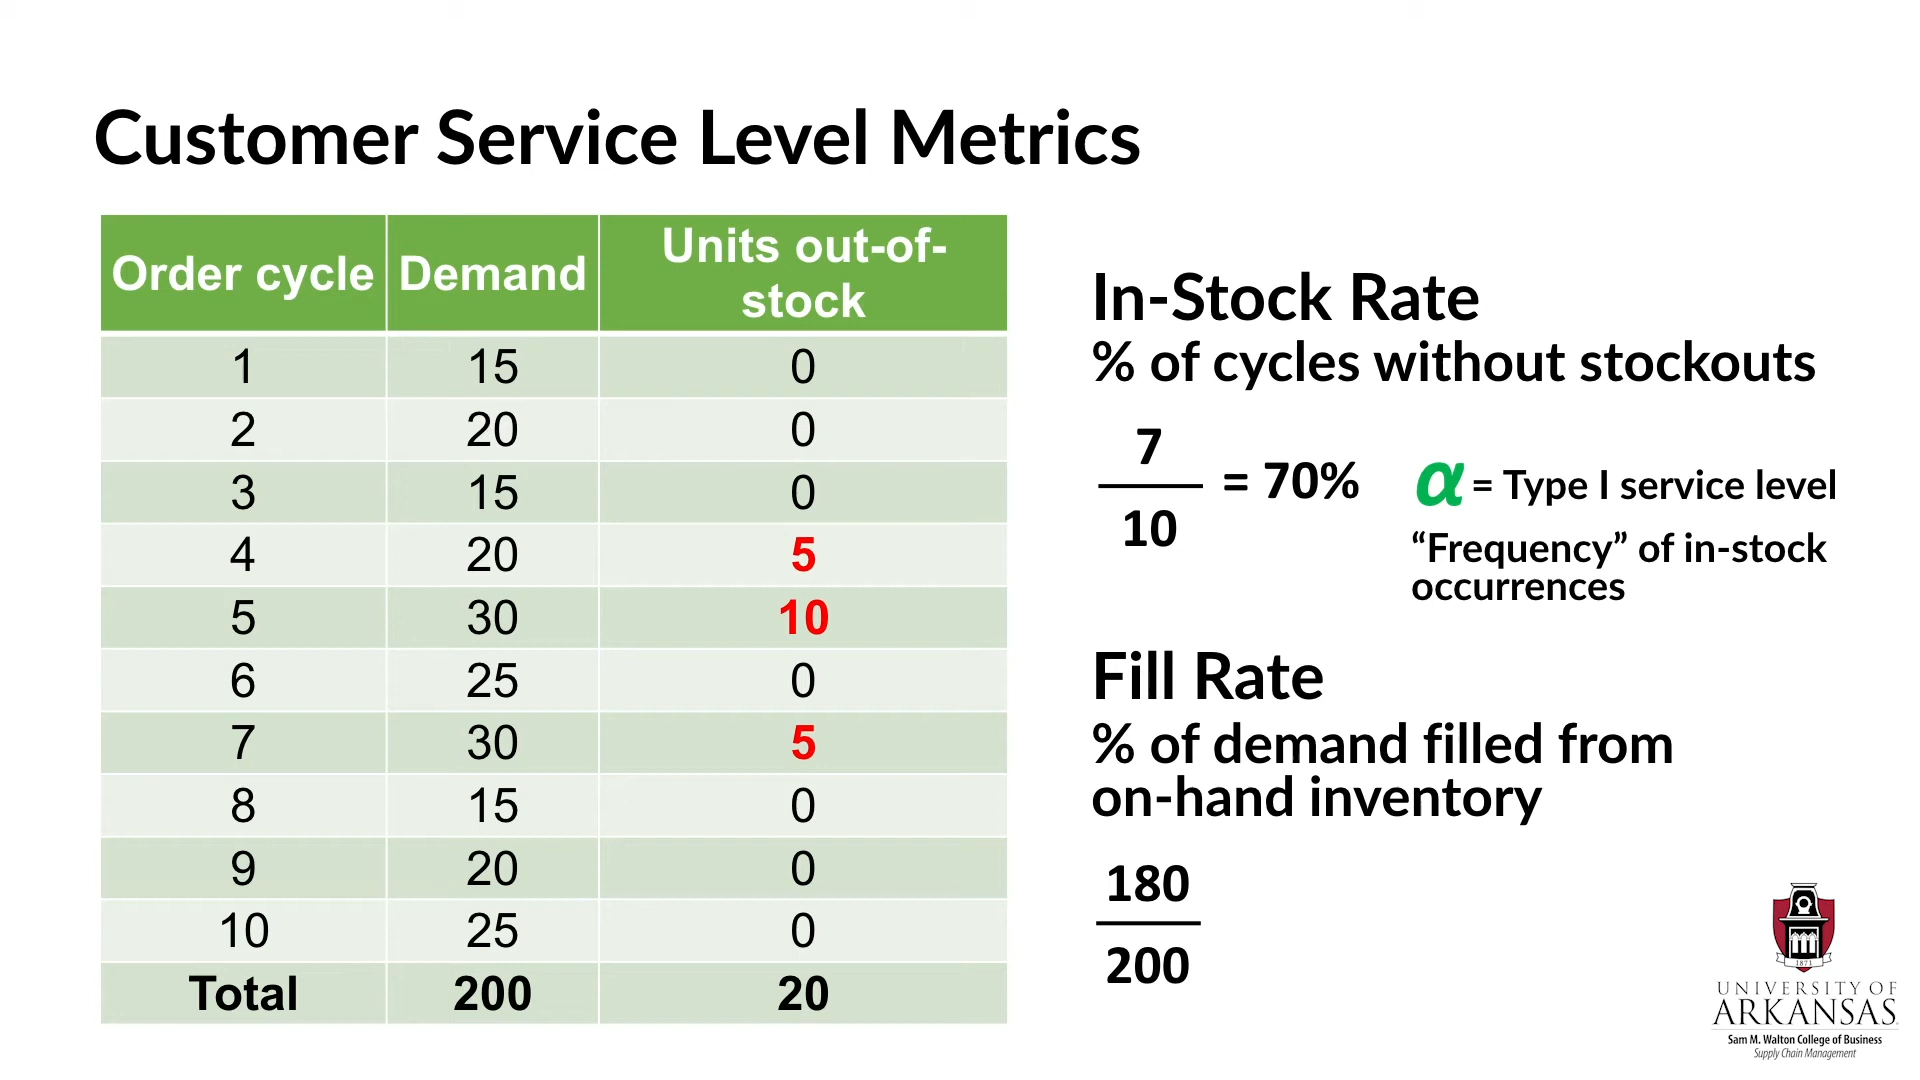 Customer Service Level Metrics
Order cycle Demand Units out-of-
stock
1 15 0
2 20 0
3 15 0
4 20 5
5 30 10
6 25 0
7 30 5
8 15 0
9 20 0
10 25 0
Total 200 20
In-Stock Rate
% of cycles without stockouts
7
10
= 70%
α = Type I service level
“Frequency” of in-stock
occurrences
Fill Rate
% of demand filled from
on-hand inventory
180
200
1871
UNIVERSITY OF
ARKANSAS
Sam M. Walton College of Business
Supply Chain Management